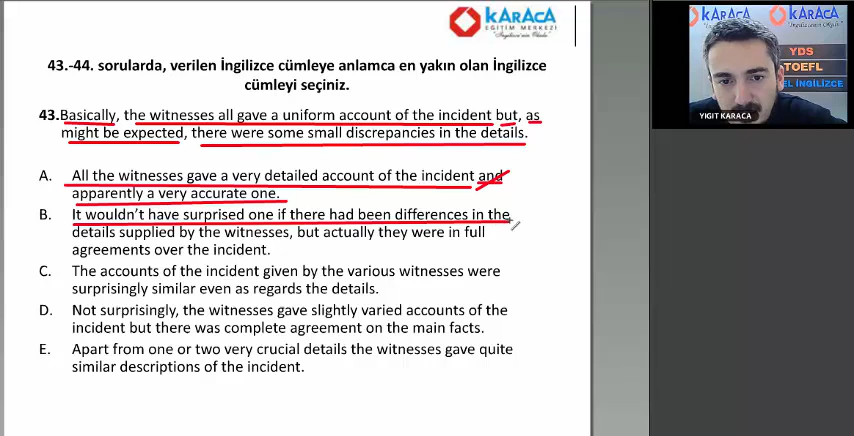 kARACA
EĞİTİM MERKEZİ
"İngilizce'nin Okulu"
43.-44. sorularda, verilen İngilizce cümleye anlamca en yakın olan İngilizce
cümleyi seçiniz.
43.Basically, the witnesses all gave a uniform account of the incident but, as
might be expected, there were some small discrepancies in the details.
A. All the witnesses gave a very detailed account of the incident and
apparently a very accurate one.
B. It wouldn't have surprised one if there had been differences in the
details supplied by the witnesses, but actually they were in full
agreements over the incident.
C. The accounts of the incident given by the various witnesses were
surprisingly similar even as regards the details.
D. Not surprisingly, the witnesses gave slightly varied accounts of the
incident but there was complete agreement on the main facts.
E. Apart from one or two very crucial details the witnesses gave quite
similar descriptions of the incident.
kARACA kARACA
YDS
TOEFL
EL İNGİLİZCE
YIGIT KARACA